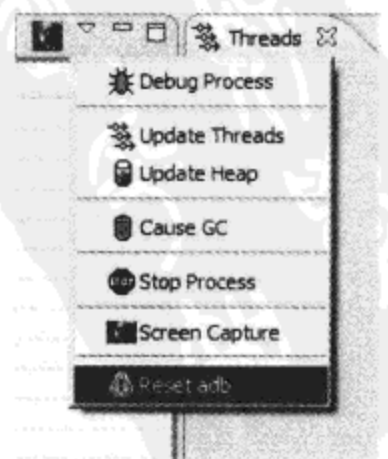 Threads
Debug Process
Update Threads
Update Heap
Cause GC
Stop Process
Screen Capture
Reset adb